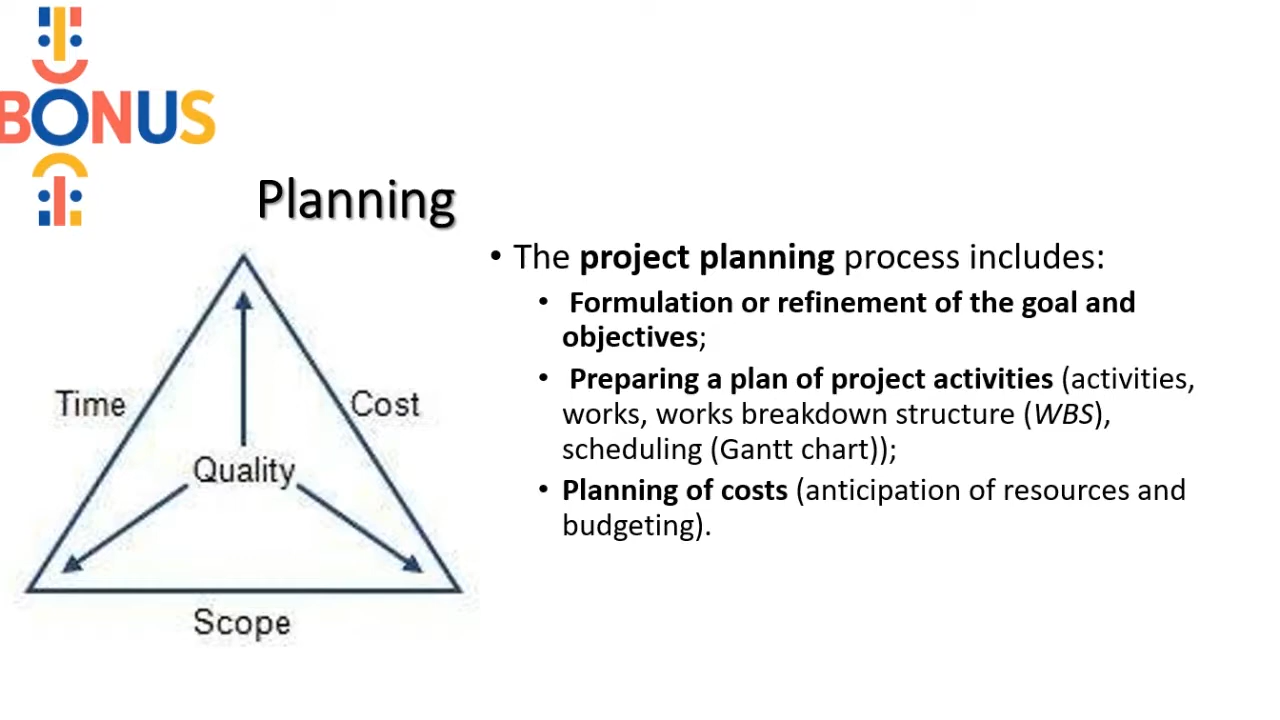 BONUS
Planning
• The project planning process includes:
• Formulation or refinement of the goal and
objectives;
• Preparing a plan of project activities (activities,
works, works breakdown structure (WBS),
scheduling (Gantt chart));
• Planning of costs (anticipation of resources and
budgeting).
Time
Cost
Quality
Scope